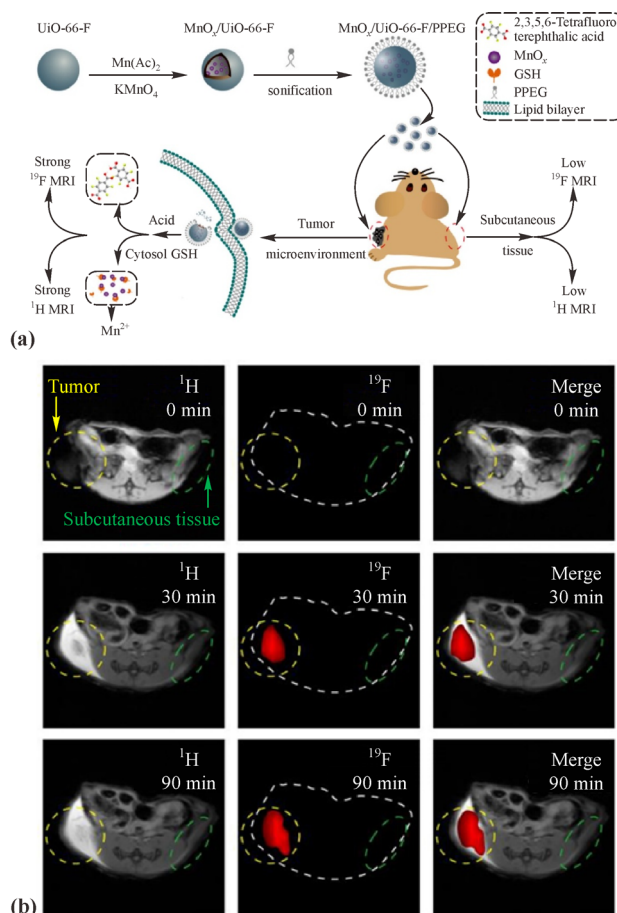 UiO-66-F
MnOₓ/UiO-66-F
MnOₓ/UiO-66-F/PPEG
Mn(Ac)₂
KMnO₄
sonification
2,3,5,6-Tetrafluoro
terephthalic acid
MnOₓ
GSH
PPEG
Lipid bilayer
Strong
¹⁹F MRI
Acid
Cytosol GSH
Strong
¹H MRI
Mn²⁺
Tumor
microenvironment
Subcutaneous
tissue
Low
¹⁹F MRI
Low
¹H MRI
(a)
Tumor
¹H
0 min
Subcutaneous tissue
¹⁹F
0 min
Merge
0 min
¹H
30 min
¹⁹F
30 min
Merge
30 min
¹H
90 min
¹⁹F
90 min
Merge
90 min
(b)